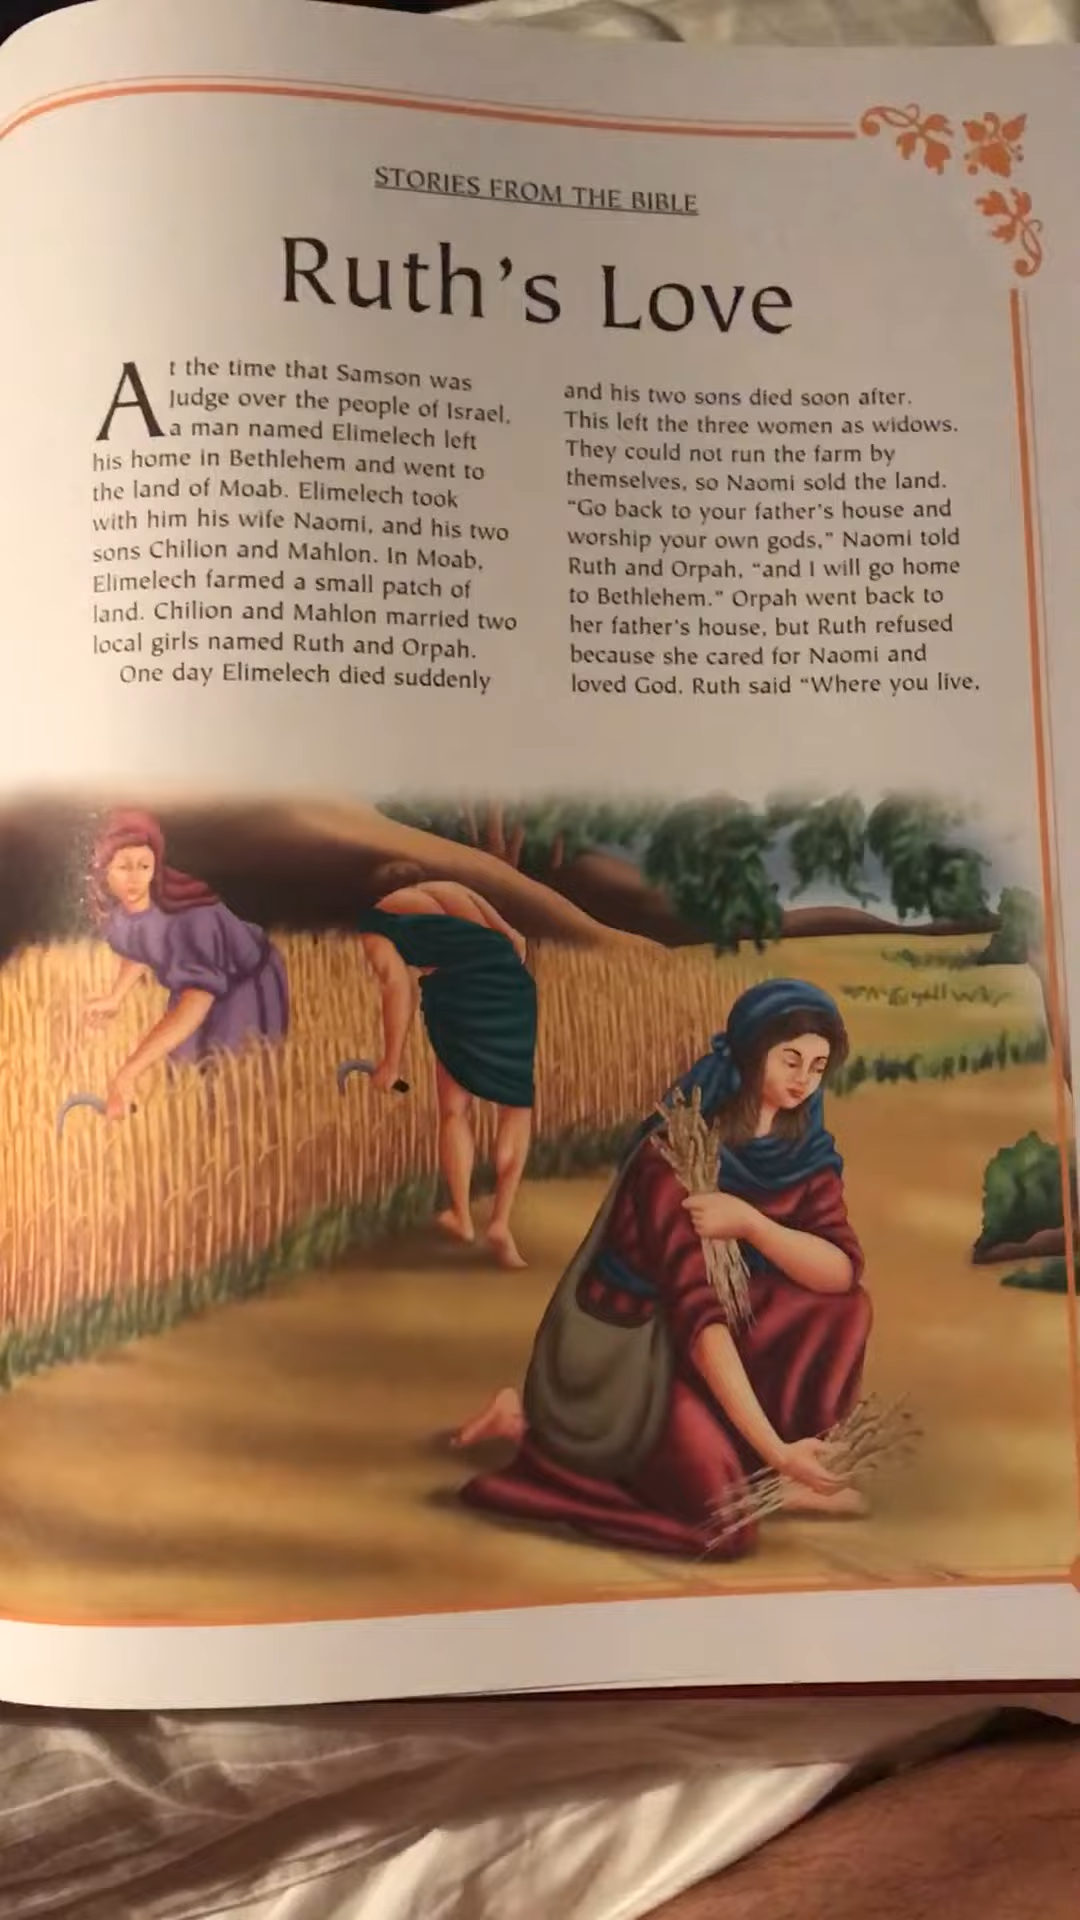 STORIES FROM THE BIBLE
Ruth's Love
At the time that Samson was
Judge over the people of Israel,
a man named Elimelech left
his home in Bethlehem and went to
the land of Moab. Elimelech took
with him his wife Naomi, and his two
sons Chilion and Mahlon. In Moab,
Elimelech farmed a small patch of
land. Chilion and Mahlon married two
local girls named Ruth and Orpah.
One day Elimelech died suddenly
and his two sons died soon after.
This left the three women as widows.
They could not run the farm by
themselves, so Naomi sold the land.
“Go back to your father's house and
worship your own gods,” Naomi told
Ruth and Orpah, “and I will go home
to Bethlehem.” Orpah went back to
her father's house, but Ruth refused
because she cared for Naomi and
loved God. Ruth said “Where you live,